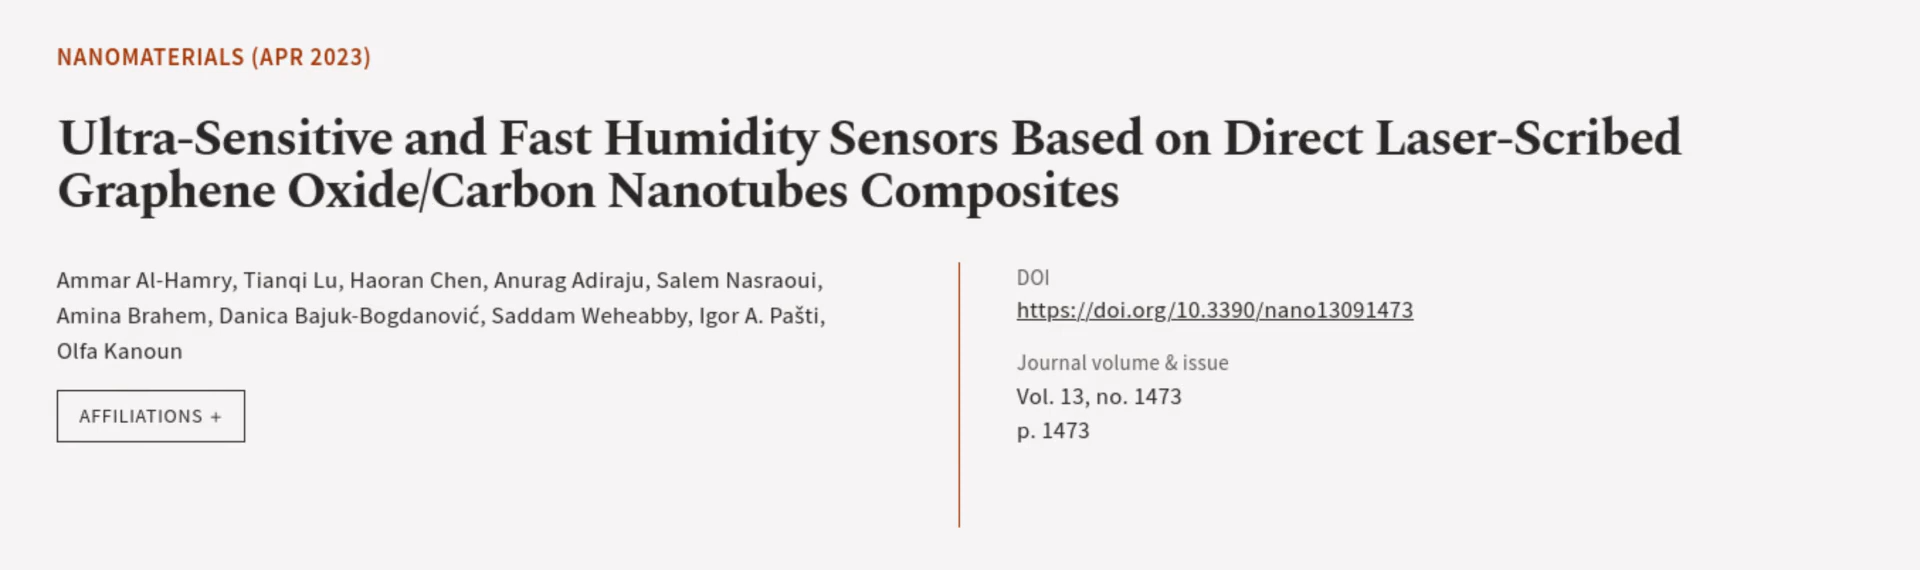 NANOMATERIALS (APR 2023)
Ultra-Sensitive and Fast Humidity Sensors Based on Direct Laser-Scribed
Graphene Oxide/Carbon Nanotubes Composites
Ammar Al-Hamry, Tianqi Lu, Haoran Chen, Anurag Adiraju, Salem Nasraoui,
Amina Brahem, Danica Bajuk-Bogdanović, Saddam Weheabby, Igor A. Pašti,
Olfa Kanoun
AFFILIATIONS +
DOI
https://doi.org/10.3390/nano13091473
Journal volume & issue
Vol. 13, no. 1473
p. 1473